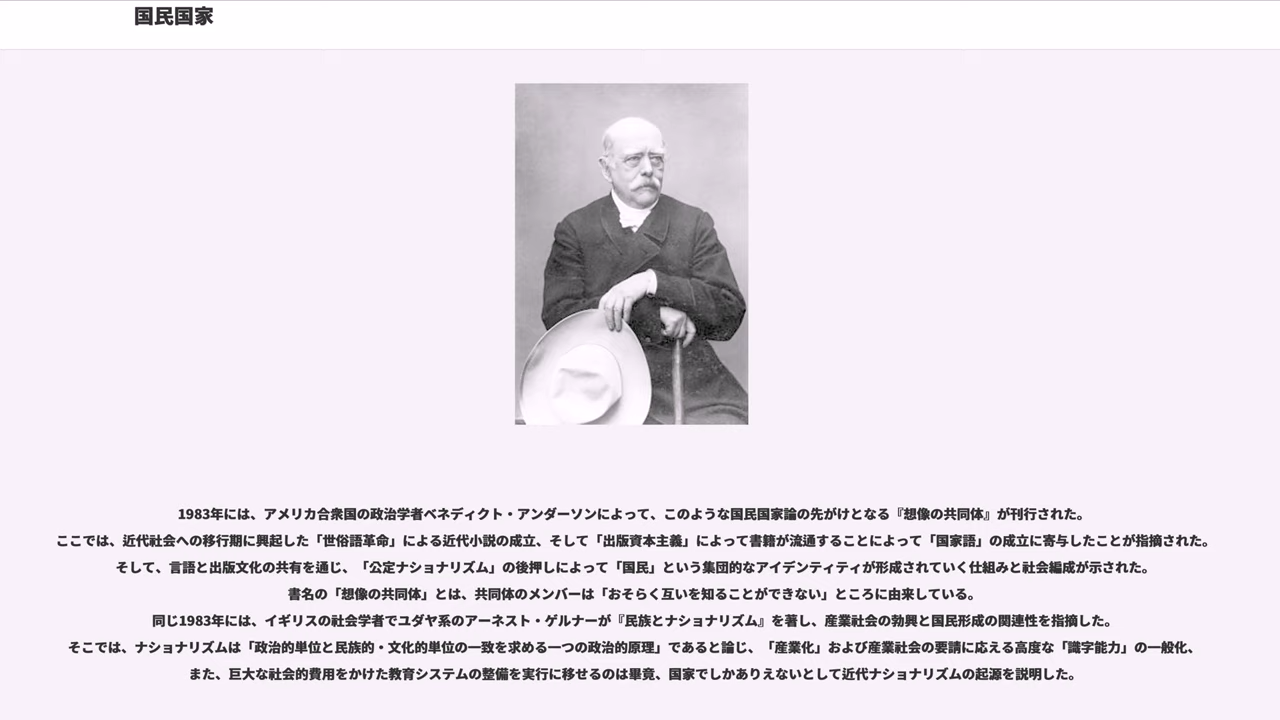 国民国家
1983年には、アメリカ合衆国の政治学者ベネディクト・アンダーソンによって、このような国民国家論の先がけとなる『想像の共同体』が刊行された。
ここでは、近代社会への移行期に興起した「世俗語革命」による近代小説の成立、そして「出版資本主義」によって書籍が流通することによって「国家語」の成立に寄与したことが指摘された。
そして、言語と出版文化の共有を通じ、「公定ナショナリズム」の後押しによって「国民」という集団的なアイデンティティが形成されていく仕組みと社会編成が示された。
書名の「想像の共同体」とは、共同体のメンバーは「おそらく互いを知ることができない」ところに由来している。
同じ1983年には、イギリスの社会学者でユダヤ系のアーネスト・ゲルナーが『民族とナショナリズム』を著し、産業社会の勃興と国民形成の関連性を指摘した。
そこでは、ナショナリズムは「政治的単位と民族的・文化的単位の一致を求める一つの政治的原理」であると論じ、「産業化」および産業社会の要請に応える高度な「識字能力」の一般化、
また、巨大な社会的費用をかけた教育システムの整備を実行に移せるのは畢竟、国家でしかありえないとして近代ナショナリズムの起源を説明した。